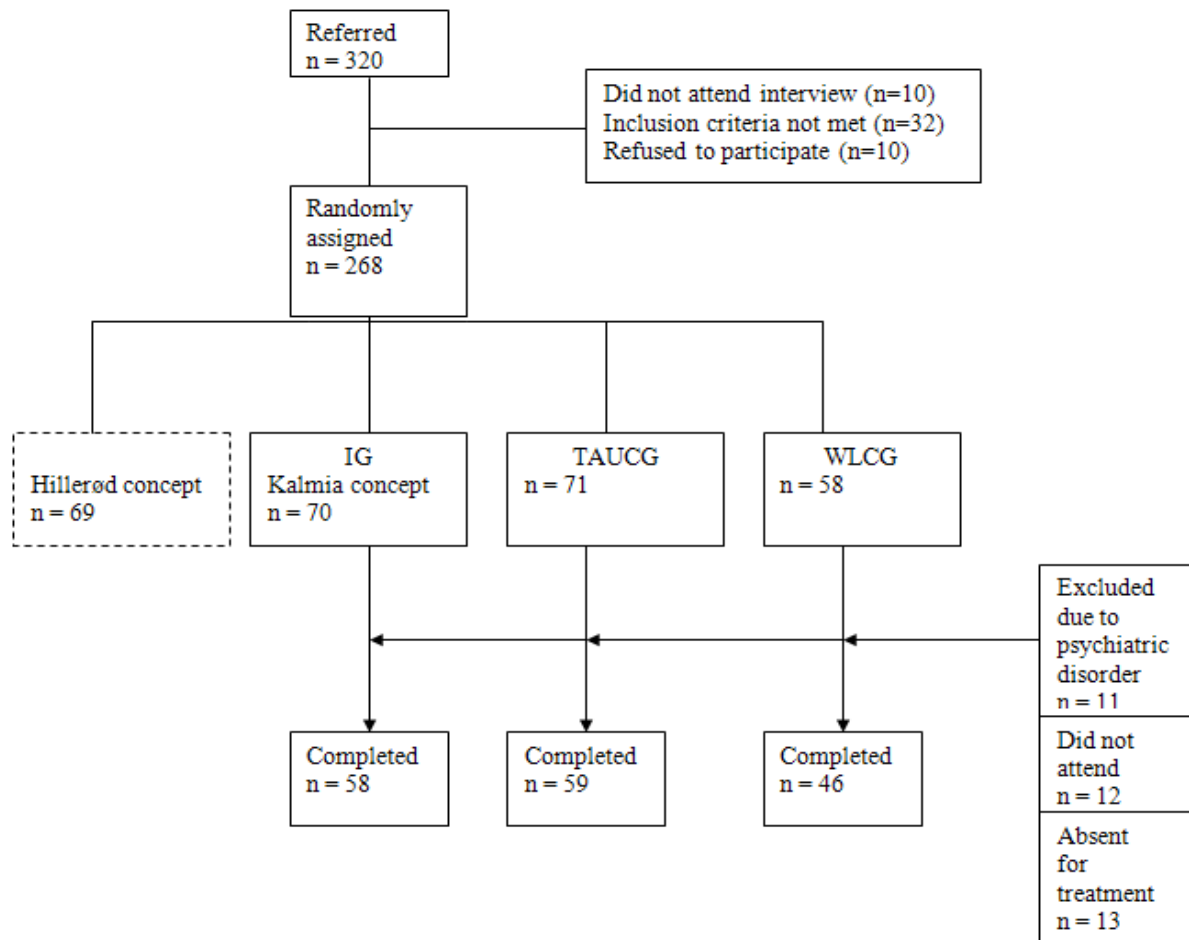 Referred
n = 320
Did not attend interview (n=10)
Inclusion criteria not met (n=32)
Refused to participate (n=10)
Randomly
assigned
n = 268
Hillerød concept
n = 69
IG
Kalmia concept
n = 70
TAUCG
n = 71
WLCG
n = 58
Excluded
due to
psychiatric
disorder
n = 11
Did not
attend
n = 12
Absent
for
treatment
n = 13
Completed
n = 58
Completed
n = 59
Completed
n = 46